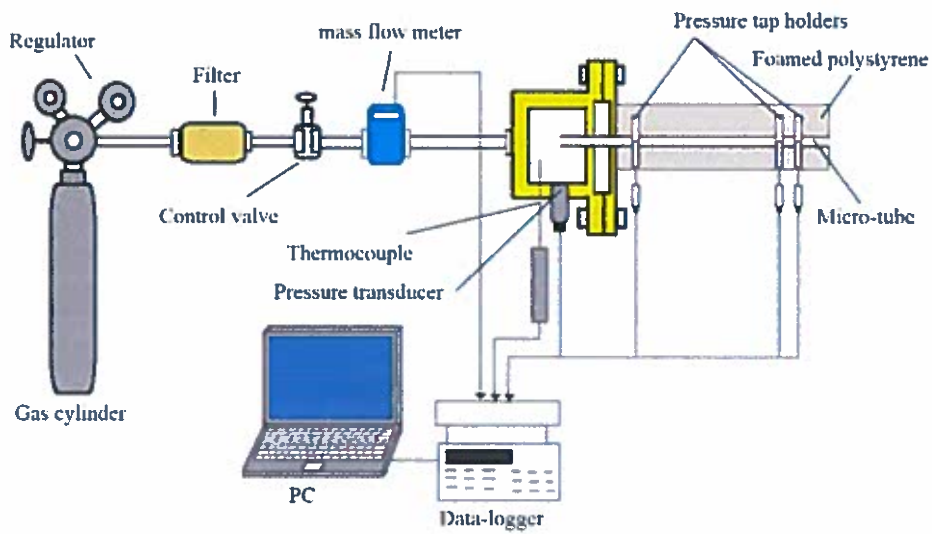 Pressure tap holders
mass flow meter
Regulator
Foamed polystyrene
Filter
Control valve
Micro-tube
Thermocouple
Pressure transducer
Gas cylinder
PC
Data-logger